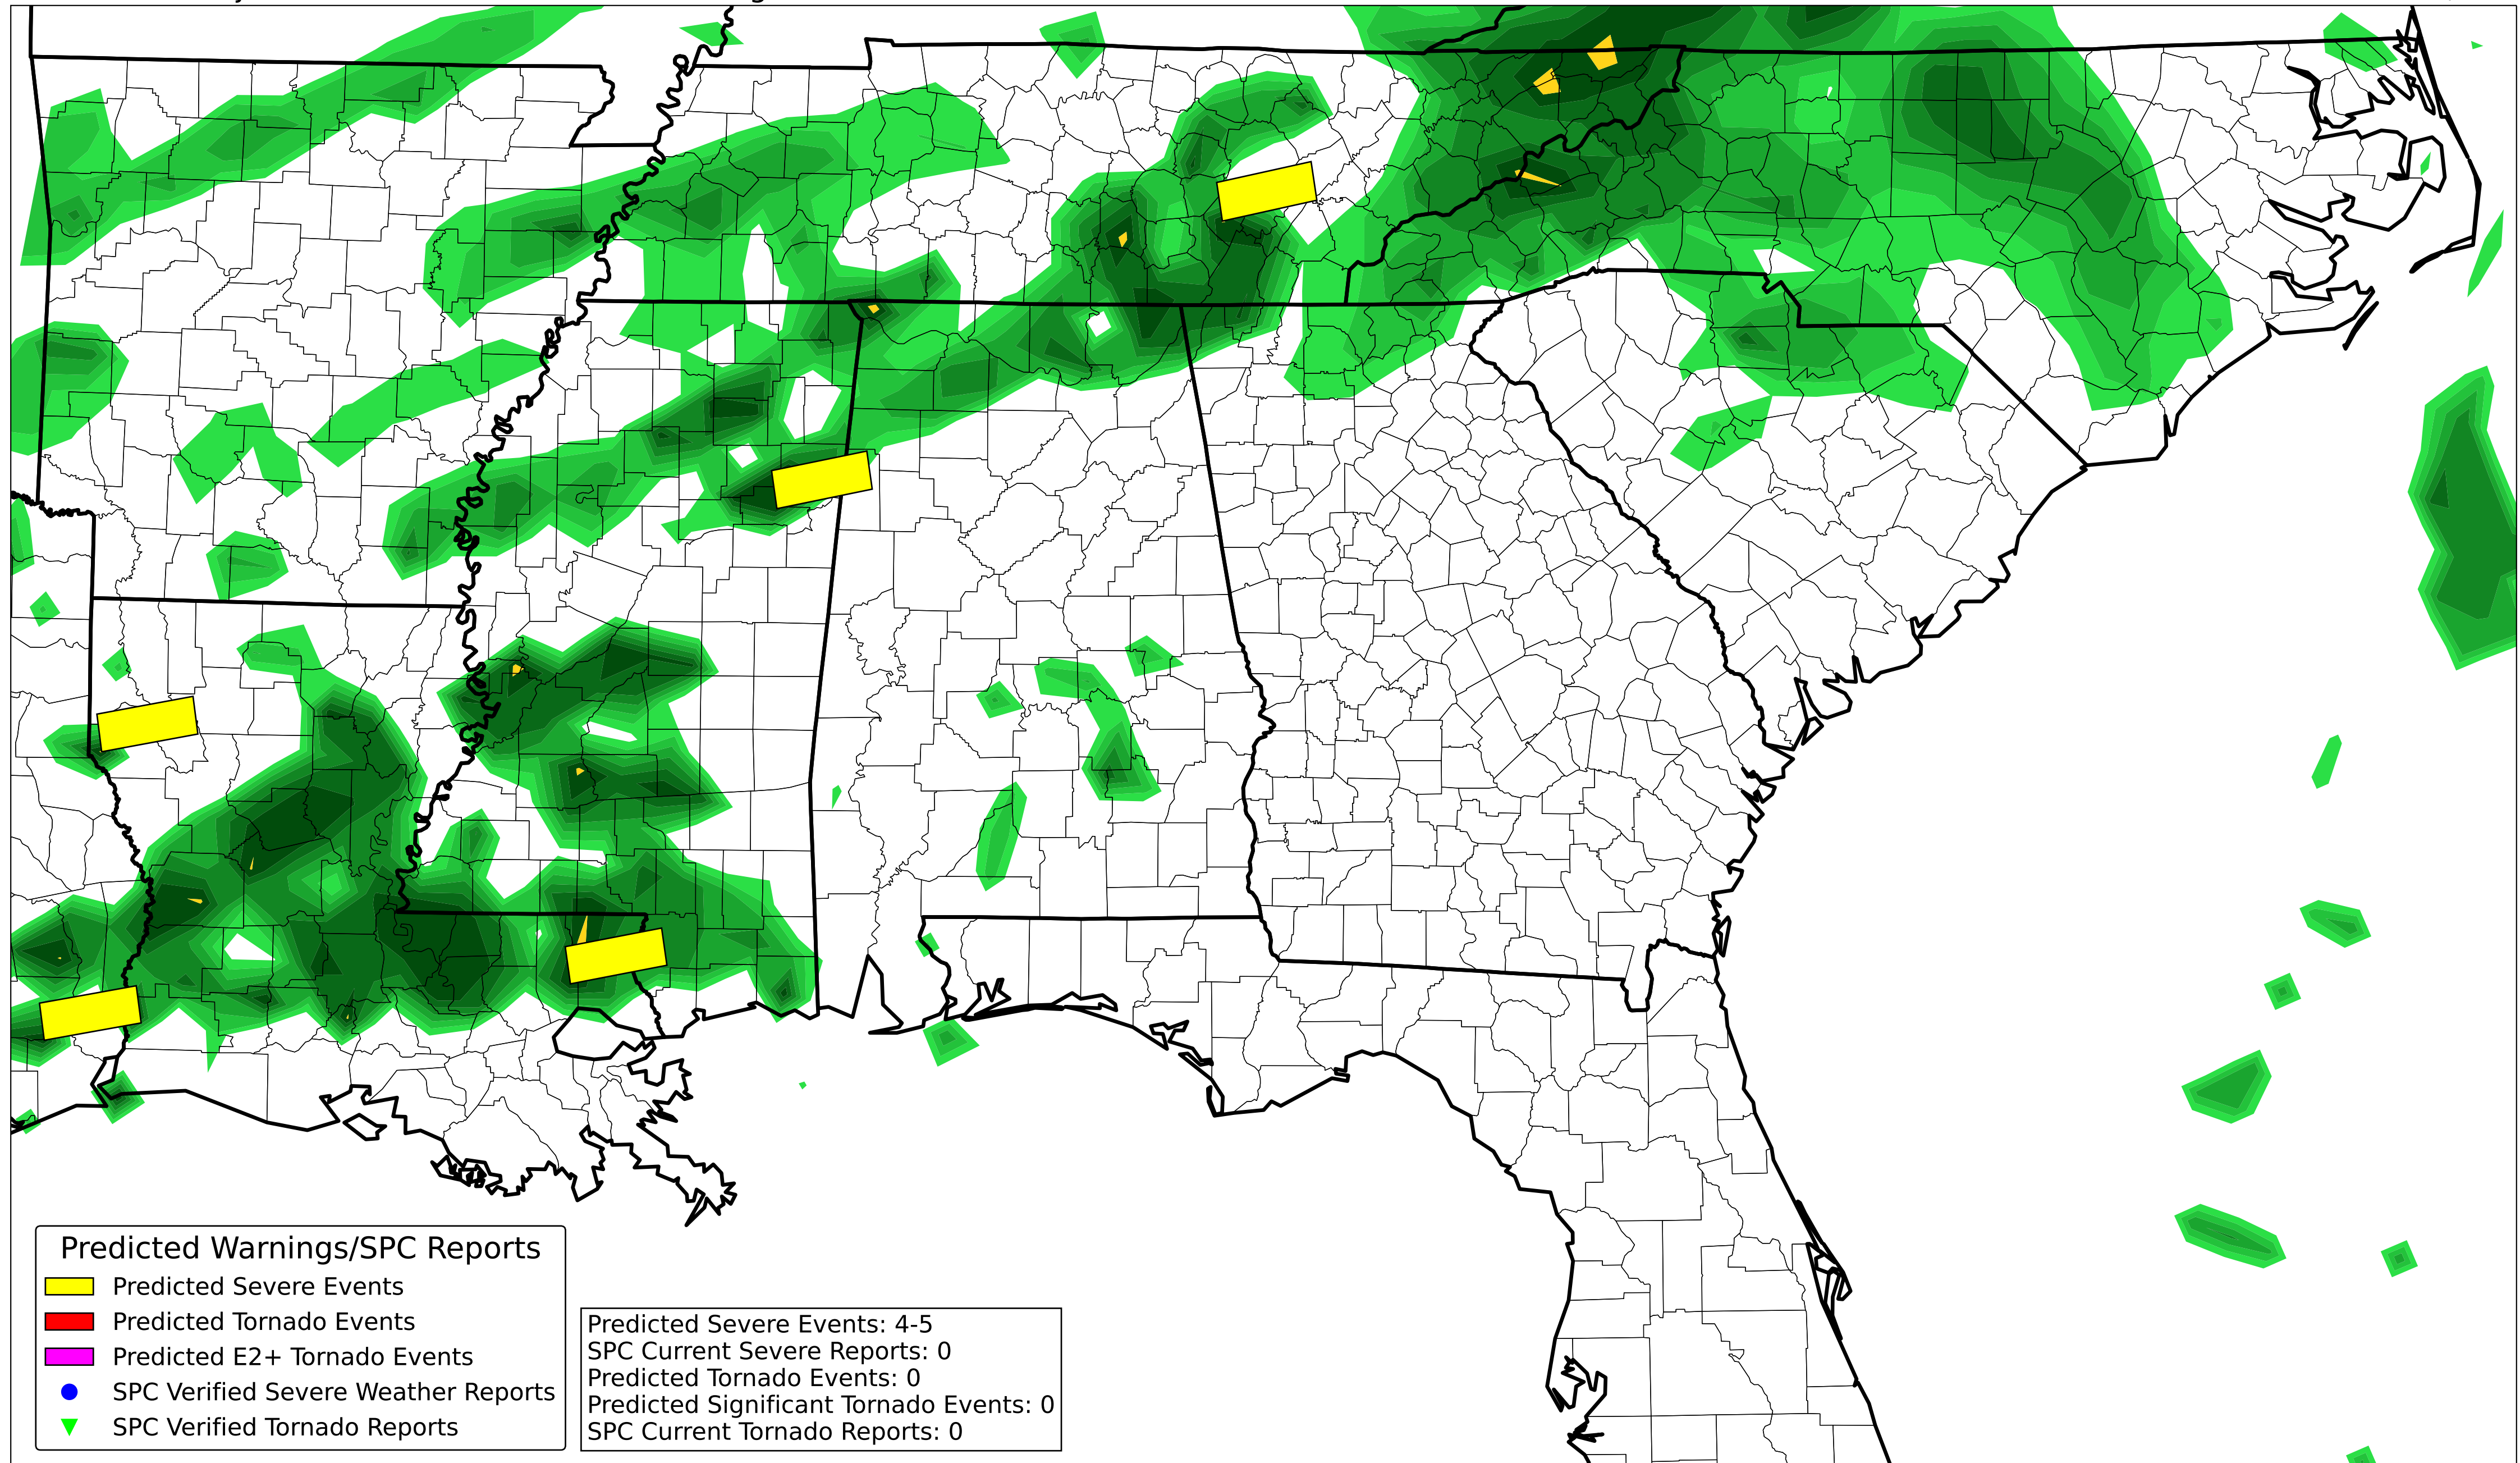 Predicted Warnings/SPC Reports
Predicted Severe Events
Predicted Tornado Events
Predicted E2+ Tornado Events
SPC Verified Severe Weather Reports
SPC Verified Tornado Reports
Predicted Severe Events: 4-5
SPC Current Severe Reports: 0
Predicted Tornado Events: 0
Predicted Significant Tornado Events: 0
SPC Current Tornado Reports: 0